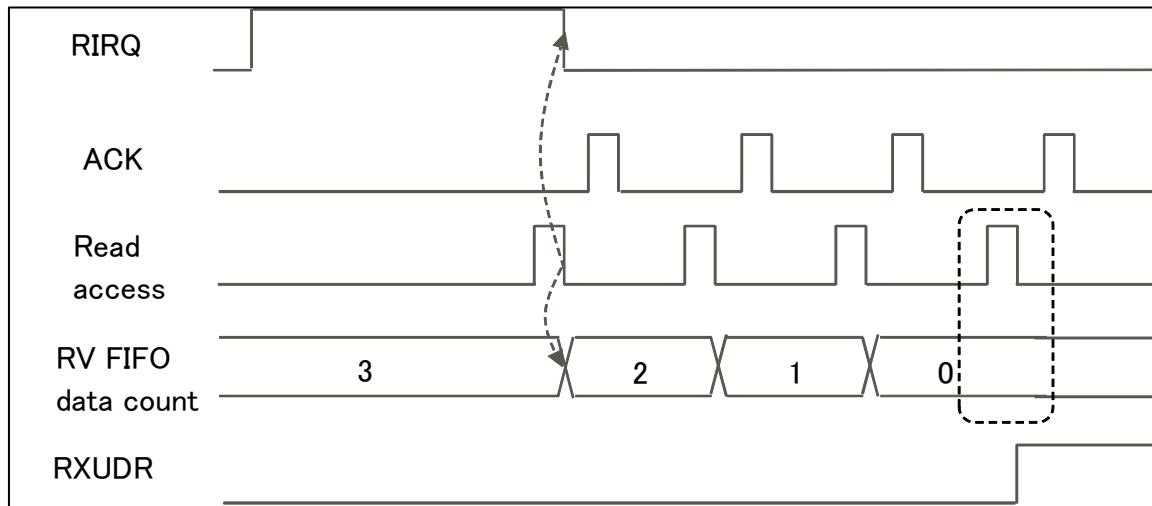 RIRQ
ACK
Read
access
RV FIFO
data count
3
2
1
0
RXUDR